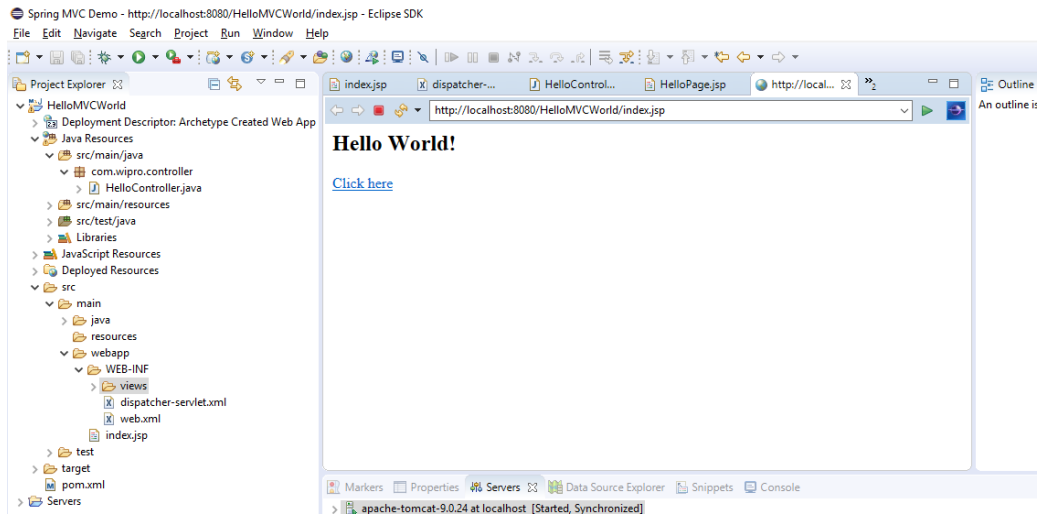 Spring MVC Demo - http://localhost:8080/HelloMVCWorld/index.jsp - Eclipse SDK
File Edit Navigate Search Project Run Window Help
Project Explorer
HelloMVCWorld
Deployment Descriptor: Archetype Created Web App
Java Resources
src/main/java
com.wipro.controller
HelloController.java
src/main/resources
src/test/java
Libraries
JavaScript Resources
Deployed Resources
src
main
java
resources
webapp
WEB-INF
views
dispatcher-servlet.xml
web.xml
index.jsp
test
target
pom.xml
Servers
index.jsp dispatcher-... HelloControl... HelloPage.jsp http://local... »2
http://localhost:8080/HelloMVCWorld/index.jsp
Hello World!
Click here
Markers Properties Servers Data Source Explorer Snippets Console
apache-tomcat-9.0.24 at localhost [Started, Synchronized]
Outline
An outline is